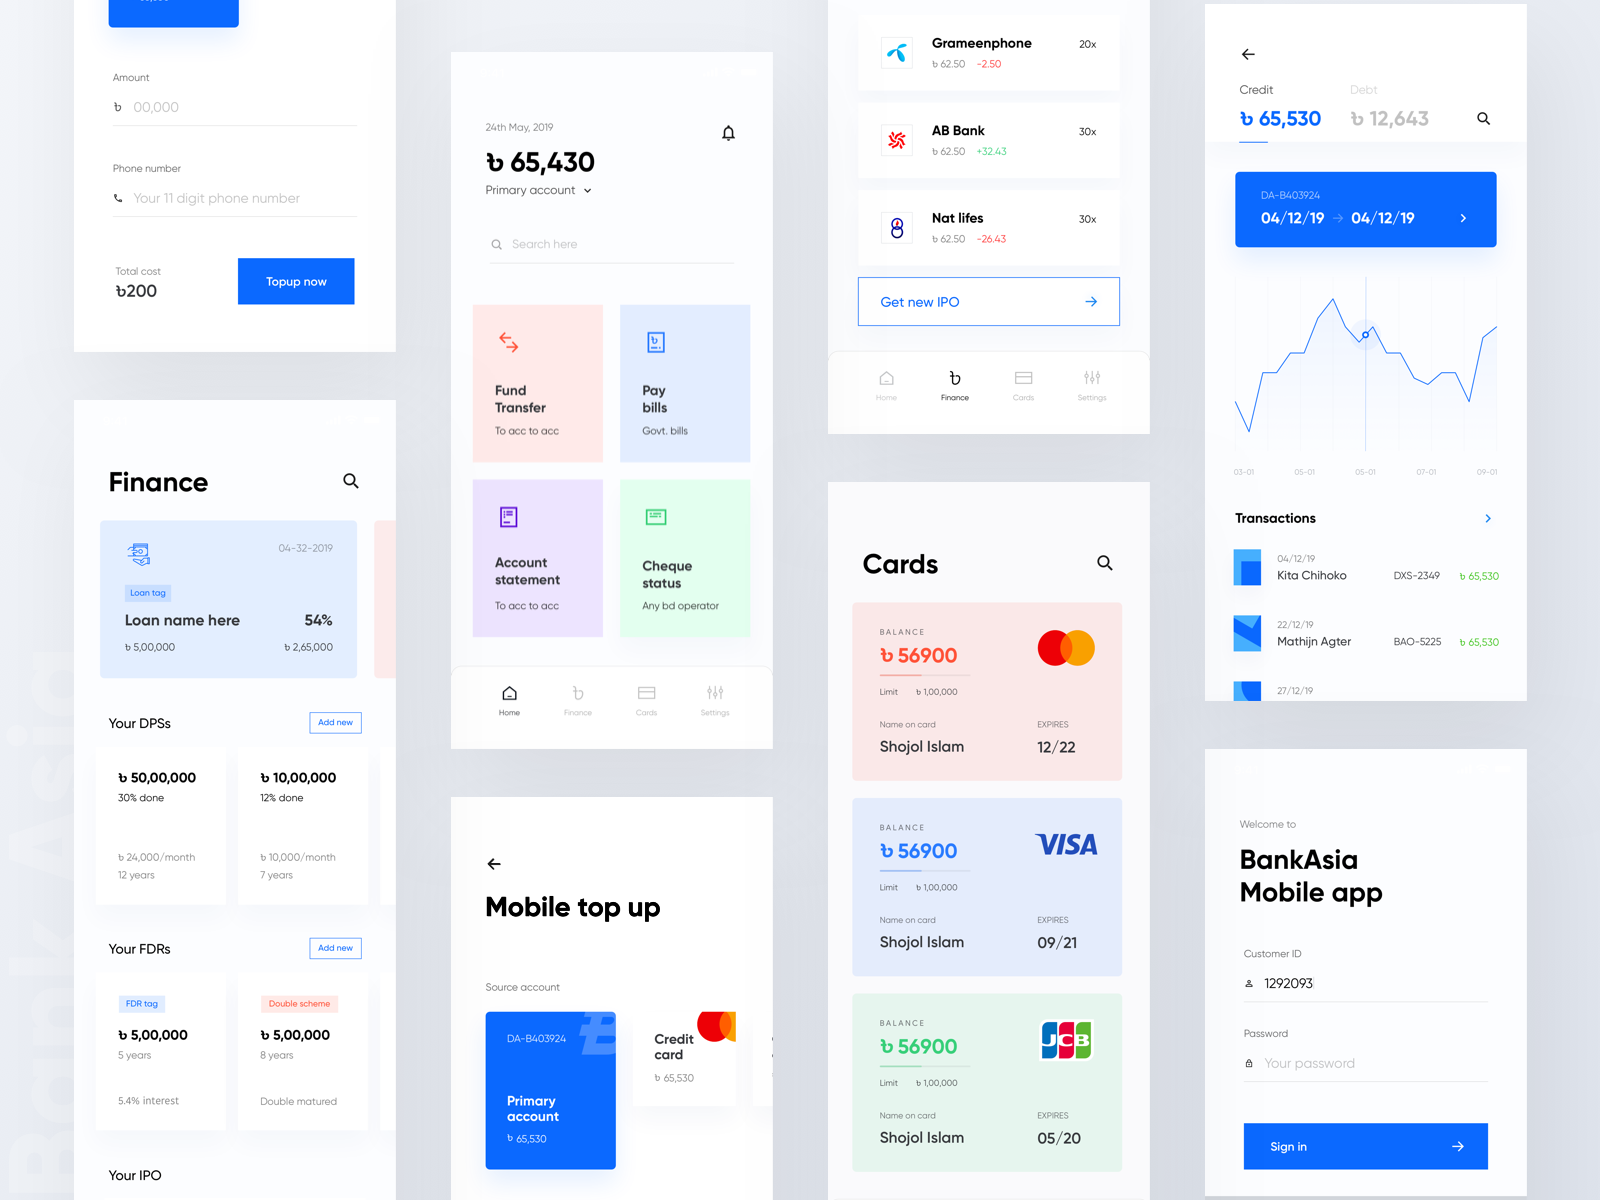 Amount
৳ 00,000
Phone number
Your 11 digit phone number
Total cost
৳200
Topup now
Finance
04-32-2019
Loan tag
Loan name here 54%
৳ 5,00,000 ৳ 2,65,000
Your DPSs Add new
৳ 50,00,000 ৳ 10,00,000
30% done 12% done
৳ 24,000/month ৳ 10,000/month
12 years 7 years
Your FDRs Add new
FDR tag Double scheme
৳ 5,00,000 ৳ 5,00,000
5 years 8 years
5.4% interest Double matured
Your IPO
Bank Asia
24th May, 2019
৳ 65,430
Primary account
Search here
Fund
Transfer
To acc to acc
Pay
bills
Govt. bills
Account
statement
To acc to acc
Cheque
status
Any bd operator
Home Finance Cards Settings
Mobile top up
Source account
DA-B403924
Primary
account
৳ 65,530
Credit
card
৳ 65,530
Grameenphone 20x
৳ 62.50 -2.50
AB Bank 30x
৳ 62.50 +32.43
Nat lifes 30x
৳ 62.50 -26.43
Get new IPO
Home Finance Cards Settings
Cards
BALANCE
৳ 56900
Limit ৳ 1,00,000
Name on card EXPIRES
Shojol Islam 12/22
BALANCE
৳ 56900 VISA
Limit ৳ 1,00,000
Name on card EXPIRES
Shojol Islam 09/21
BALANCE
৳ 56900 JCB
Limit ৳ 1,00,000
Name on card EXPIRES
Shojol Islam 05/20
Credit Debt
৳ 65,530 ৳ 12,643
DA-B403924
04/12/19 → 04/12/19
03-01 05-01 05-01 07-01 09-01
Transactions
04/12/19
Kita Chihoko DXS-2349 ৳ 65,530
22/12/19
Mathijn Agter BAO-5225 ৳ 65,530
27/12/19
Welcome to
BankAsia
Mobile app
Customer ID
1292093
Password
Your password
Sign in